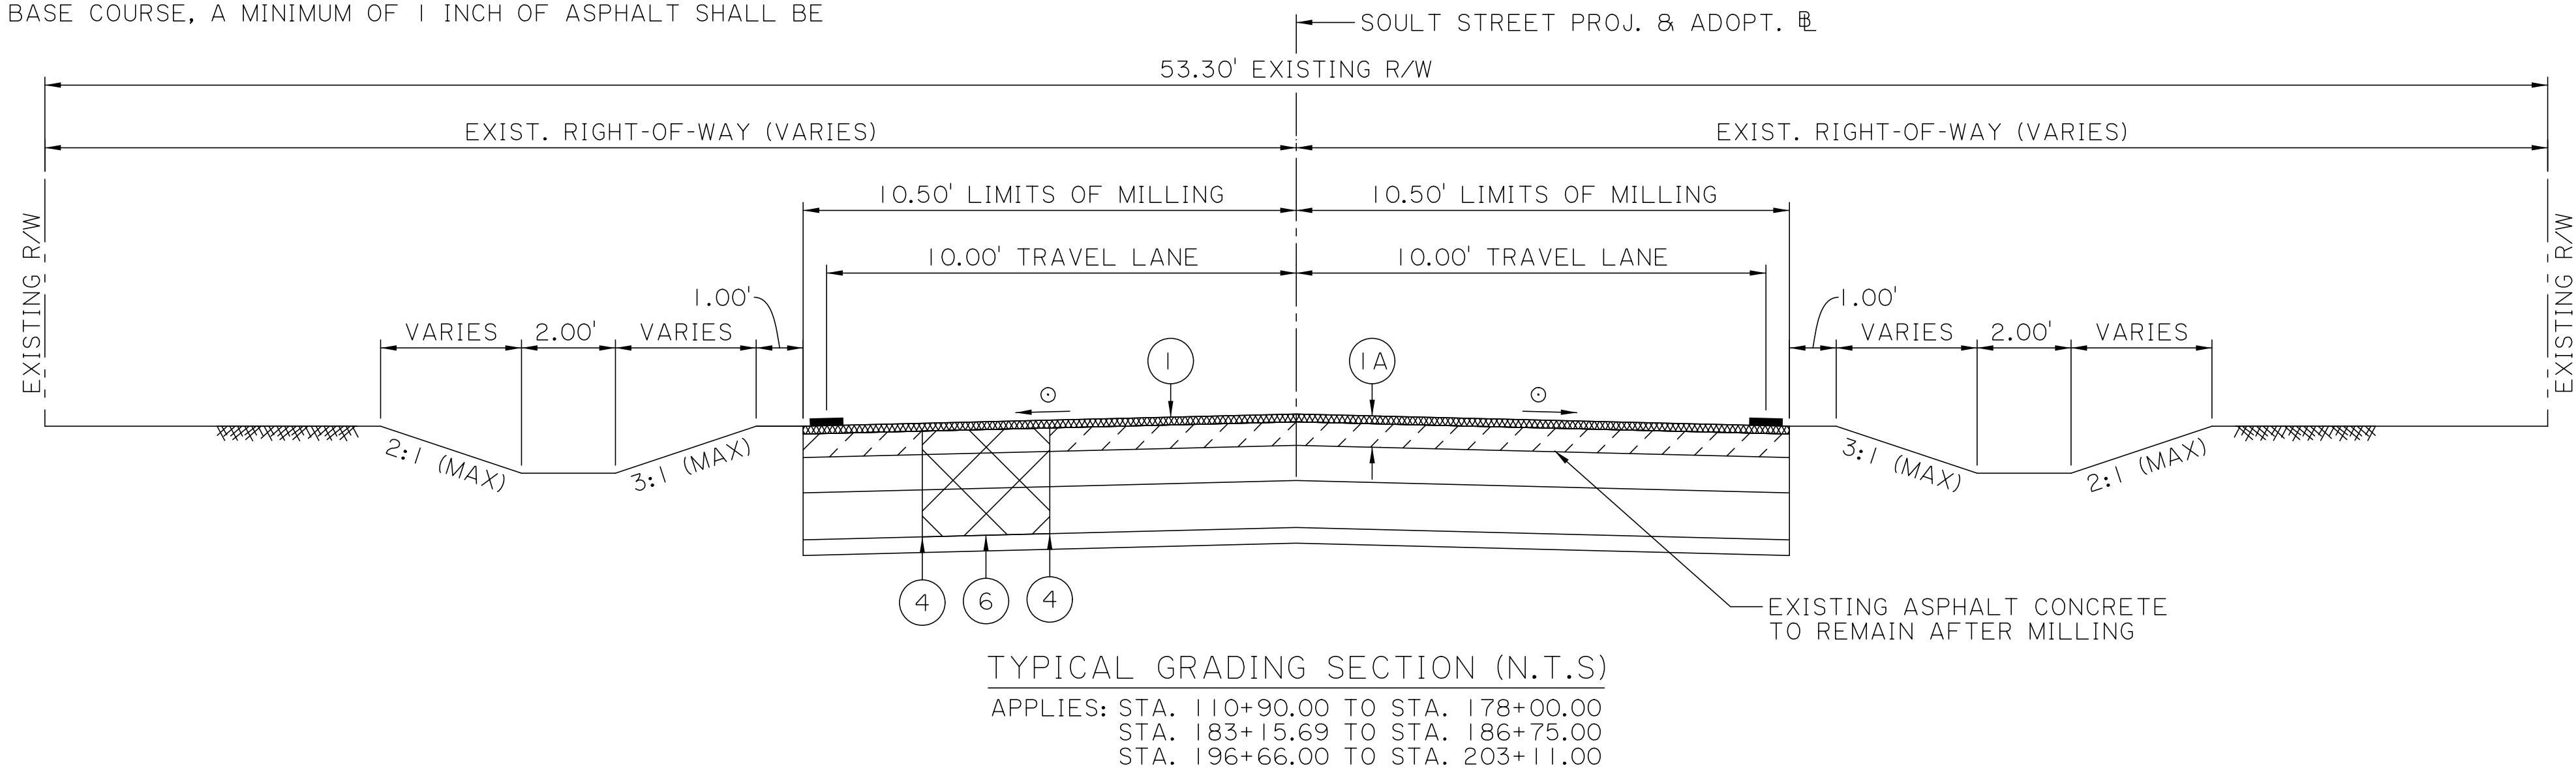 BASE COURSE, A MINIMUM OF 1 INCH OF ASPHALT SHALL BE
SOULT STREET PROJ. & ADOPT. BL
53.30' EXISTING R/W
EXIST. RIGHT-OF-WAY (VARIES)
EXIST. RIGHT-OF-WAY (VARIES)
10.50' LIMITS OF MILLING
10.50' LIMITS OF MILLING
10.00' TRAVEL LANE
10.00' TRAVEL LANE
EXISTING R/W
EXISTING R/W
1.00'
1.00'
VARIES
2.00'
VARIES
VARIES
2.00'
VARIES
1
1A
2:1 (MAX)
3:1 (MAX)
3:1 (MAX)
2:1 (MAX)
4
6
4
EXISTING ASPHALT CONCRETE
TO REMAIN AFTER MILLING
TYPICAL GRADING SECTION (N.T.S)
APPLIES: STA. 110+90.00 TO STA. 178+00.00
STA. 183+15.69 TO STA. 186+75.00
STA. 196+66.00 TO STA. 203+11.00